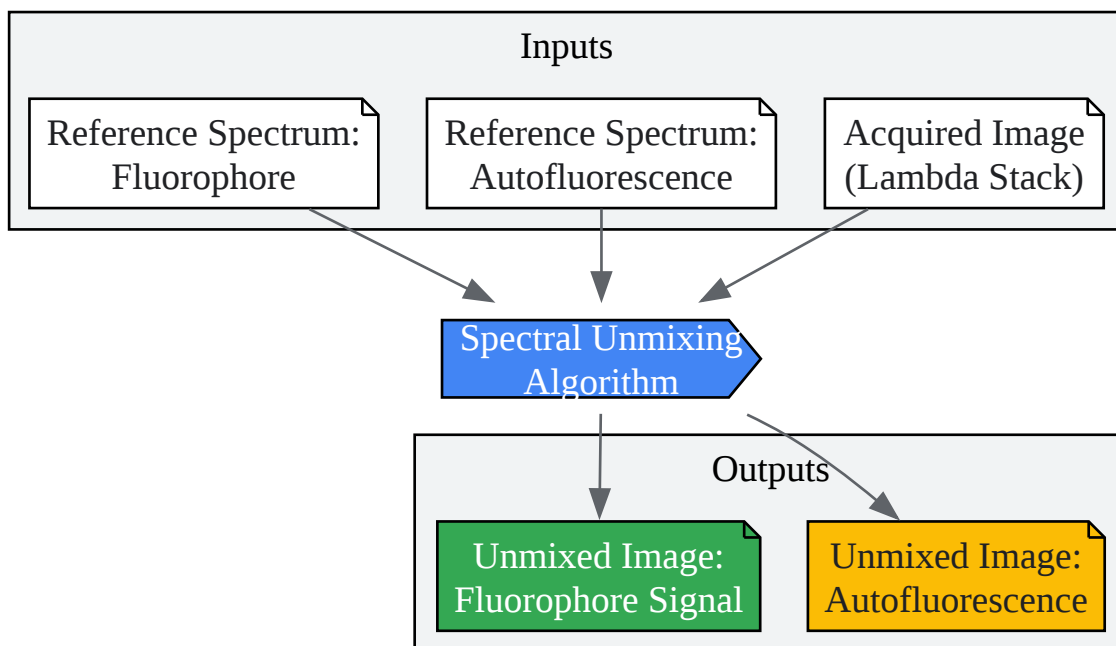 Inputs
Reference Spectrum:
Fluorophore
Reference Spectrum:
Autofluorescence
Acquired Image
(Lambda Stack)
Spectral Unmixing
Algorithm
Outputs
Unmixed Image:
Fluorophore Signal
Unmixed Image:
Autofluorescence